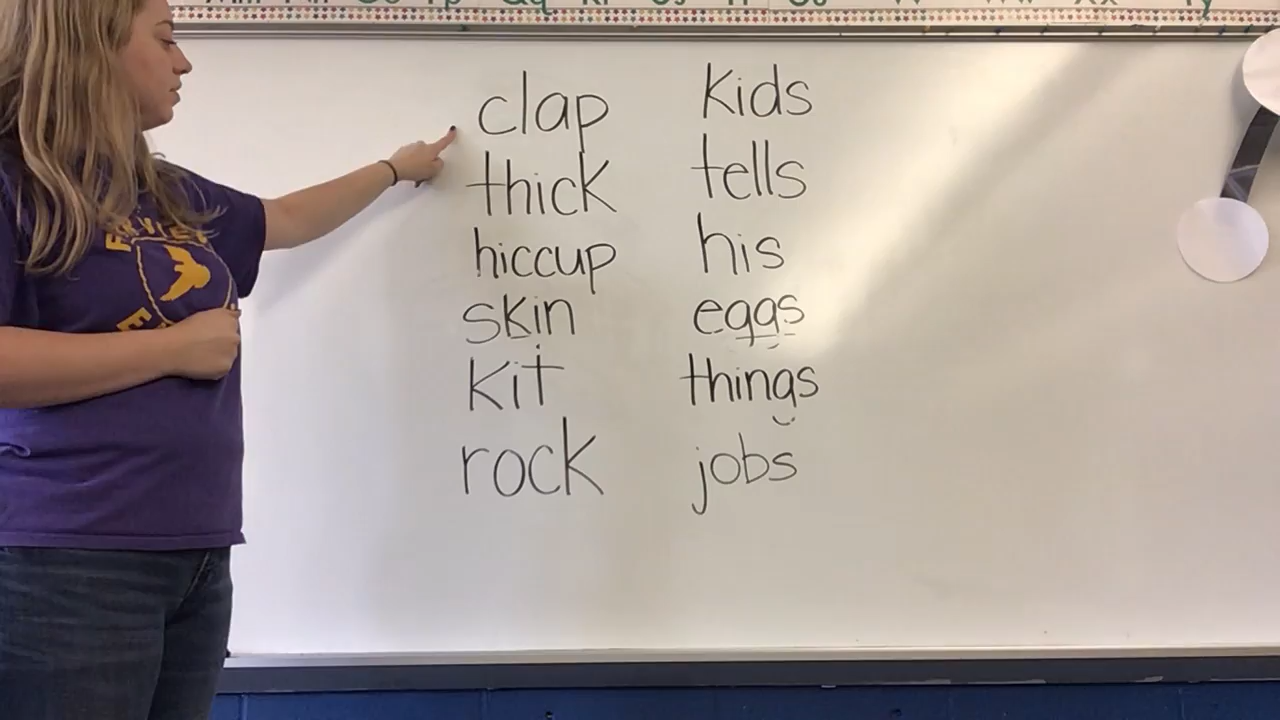 clap
thick
hiccup
skin
kit
rock
kids
tells
his
eggs
things
jobs